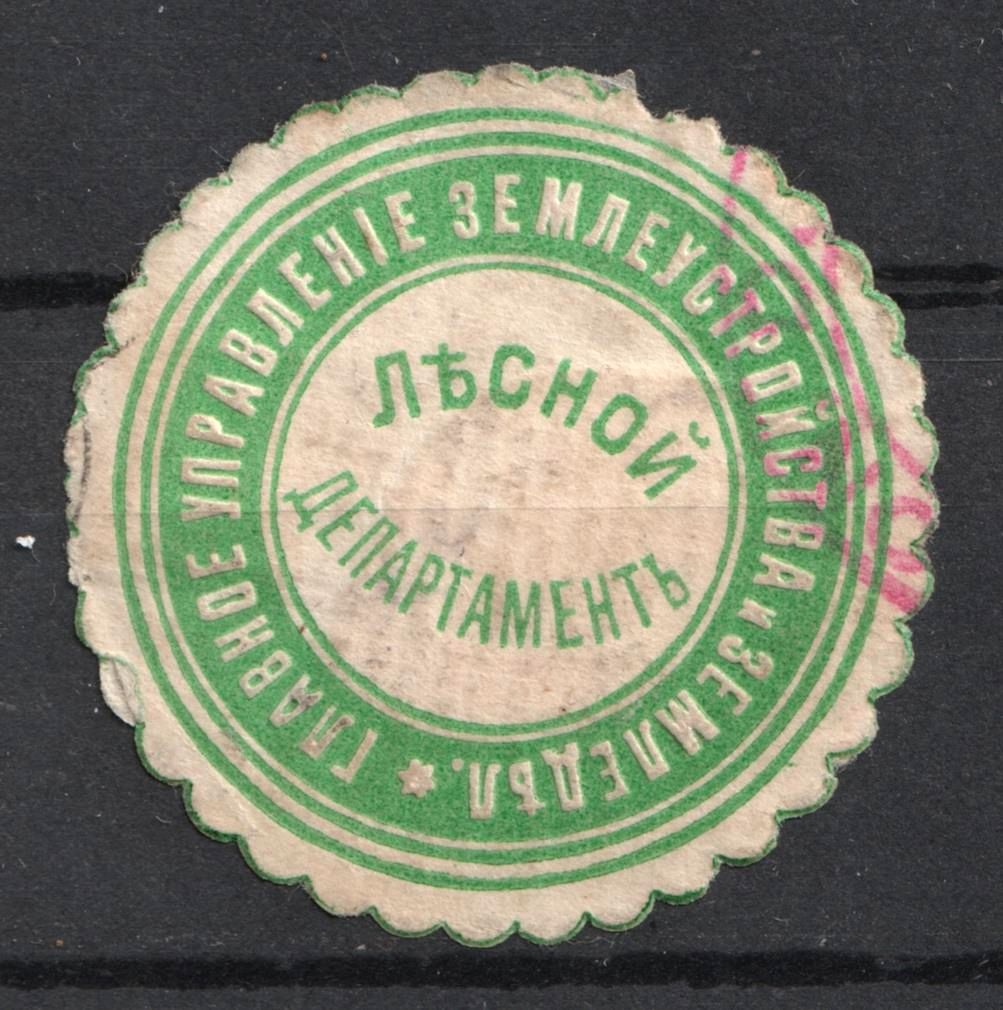 ГЛАВНОЕ УПРАВЛЕНІЕ ЗЕМЛЕУСТРОЙСТВА И ЗЕМЛЕДѢЛ.
ЛѢСНОЙ
ДЕПАРТАМЕНТЪ